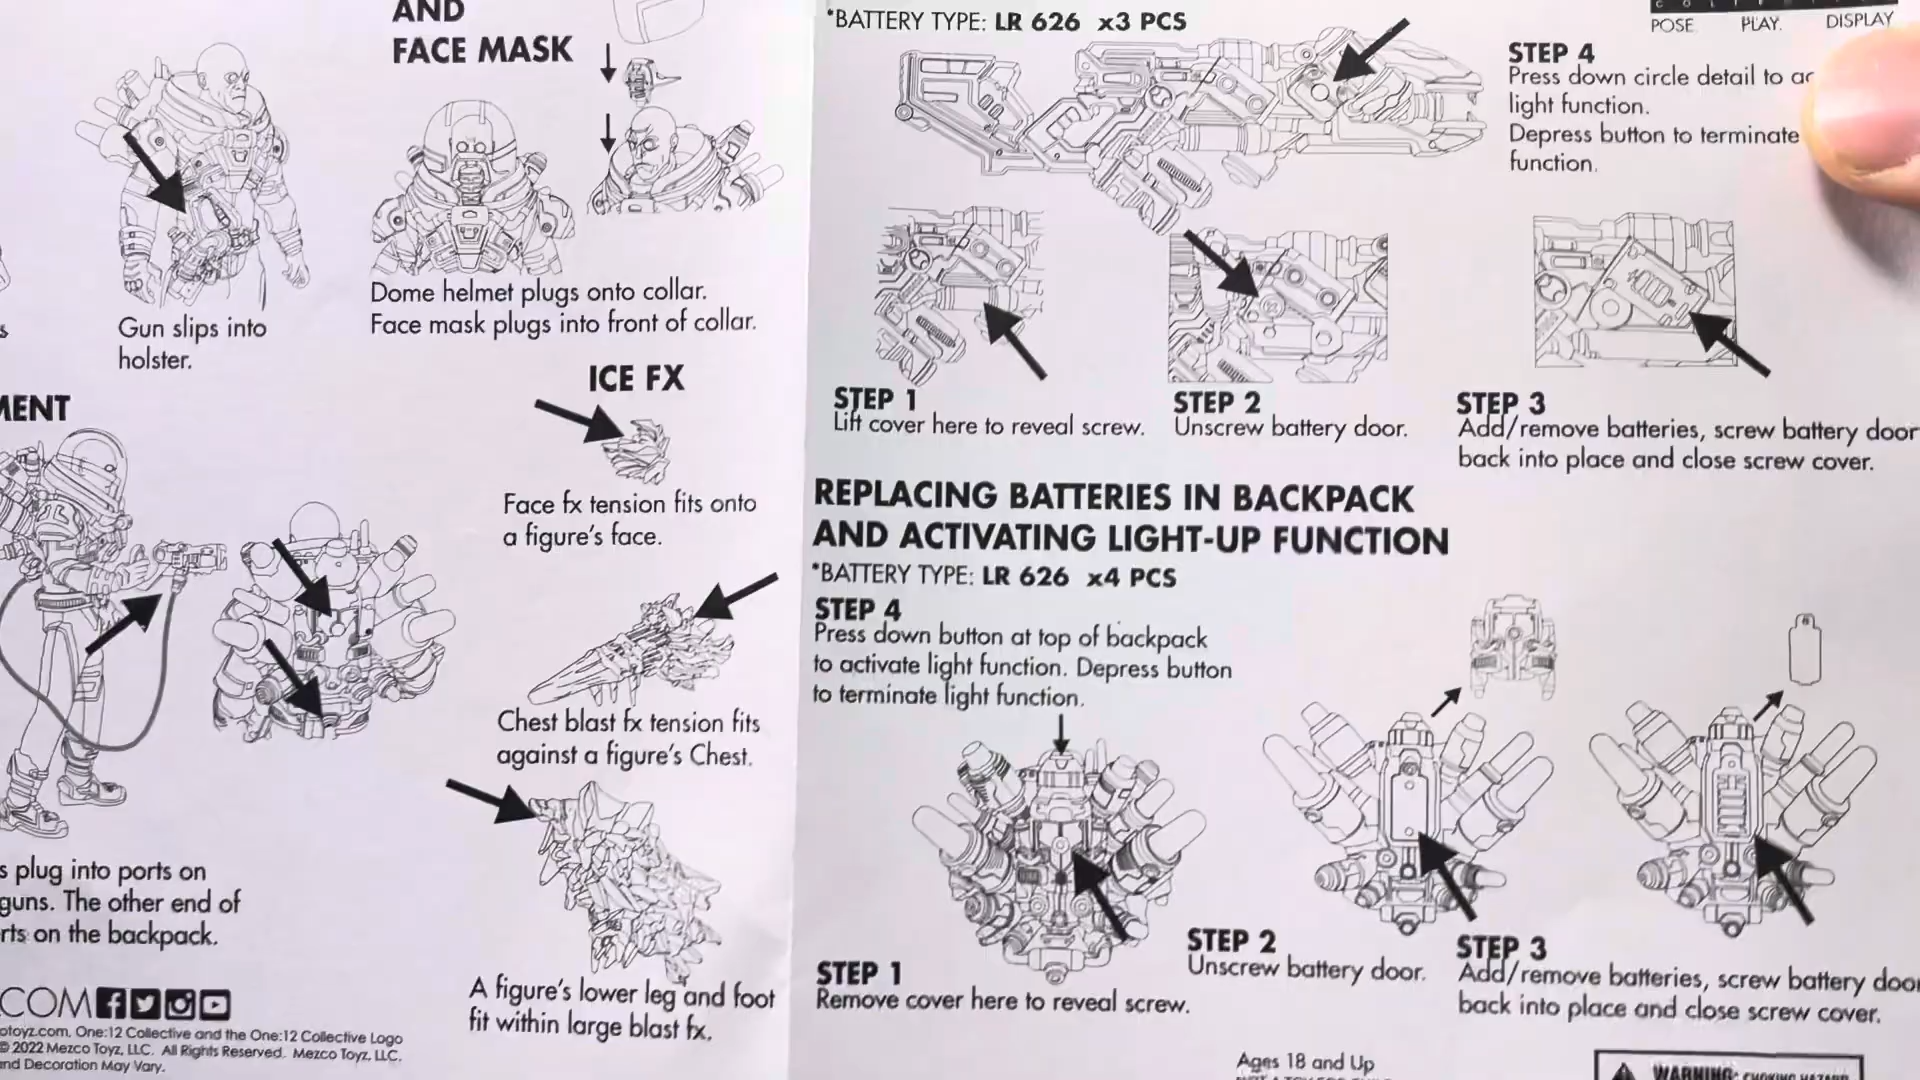 AND
FACE MASK
Gun slips into
holster.
Dome helmet plugs onto collar.
Face mask plugs into front of collar.
ICE FX
Face fx tension fits onto
a figure's face.
Chest blast fx tension fits
against a figure's Chest.
A figure's lower leg and foot
fit within large blast fx.
MENT
s plug into ports on
guns. The other end of
rts on the backpack.
.COM
otoyz.com. One:12 Collective and the One:12 Collective Logo
© 2022 Mezco Toyz, LLC. All Rights Reserved. Mezco Toyz, LLC.
and Decoration May Vary.
*BATTERY TYPE: LR 626 x3 PCS
POSE. PLAY. DISPLAY
STEP 4
Press down circle detail to ac
light function.
Depress button to terminate
function.
STEP 1
Lift cover here to reveal screw.
STEP 2
Unscrew battery door.
STEP 3
Add/remove batteries, screw battery door
back into place and close screw cover.
REPLACING BATTERIES IN BACKPACK
AND ACTIVATING LIGHT-UP FUNCTION
*BATTERY TYPE: LR 626 x4 PCS
STEP 4
Press down button at top of backpack
to activate light function. Depress button
to terminate light function.
STEP 1
Remove cover here to reveal screw.
STEP 2
Unscrew battery door.
STEP 3
Add/remove batteries, screw battery door
back into place and close screw cover.
Ages 18 and Up
WARNING: CHOKING HAZARD